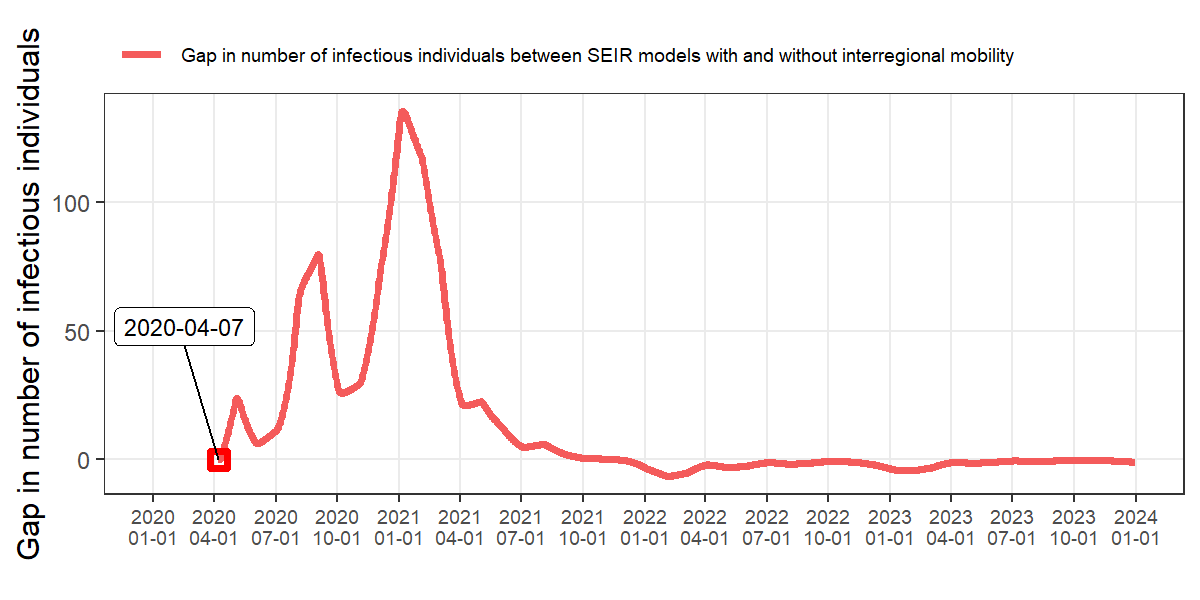 Gap in number of infectious individuals between SEIR models with and without interregional mobility
Gap in number of infectious individuals
100
50
0
2020-04-07
2020 2020 2020 2020 2021 2021 2021 2021 2022 2022 2022 2022 2023 2023 2023 2023 2024
01-01 04-01 07-01 10-01 01-01 04-01 07-01 10-01 01-01 04-01 07-01 10-01 01-01 04-01 07-01 10-01 01-01